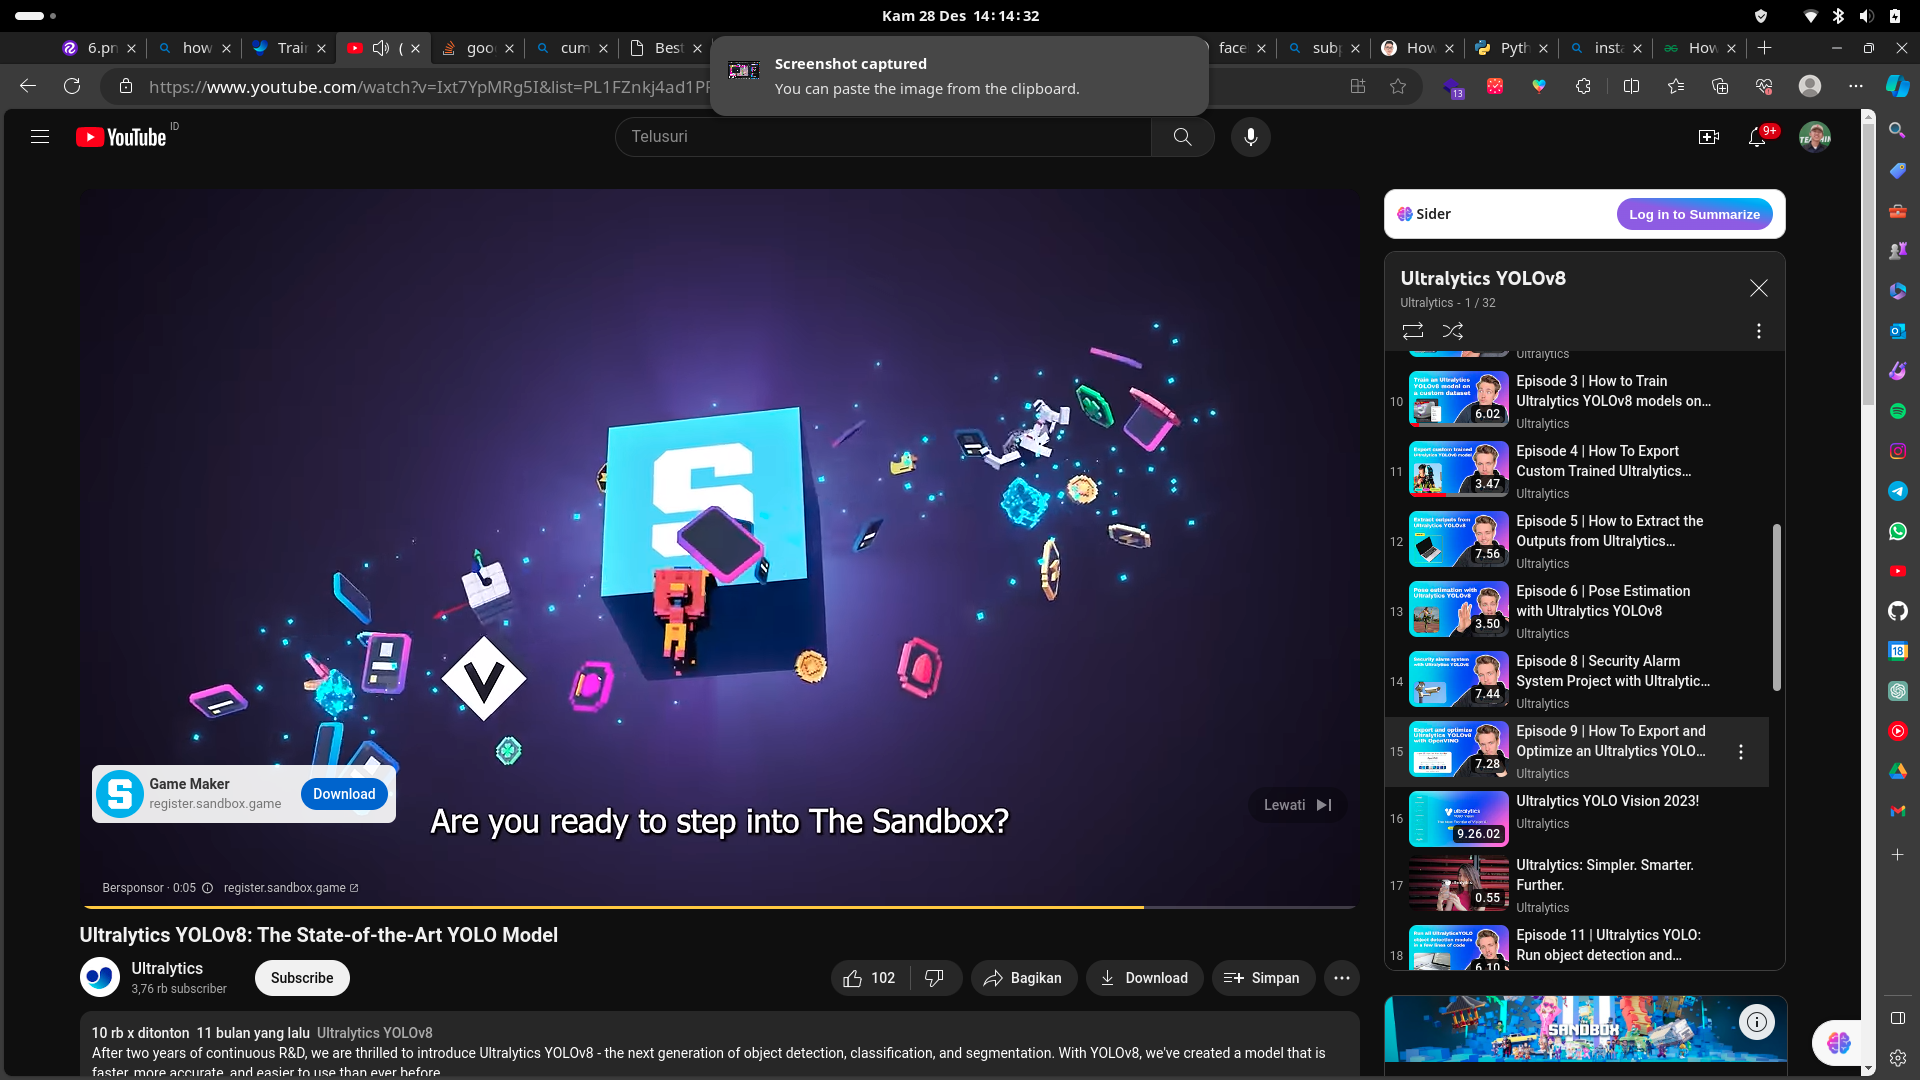 Kam 28 Des 14:14:32
6.pr
how
Trai
(
goo
cum
Best
face
sub
How
Pyth
inst
How
Screenshot captured
You can paste the image from the clipboard.
https://www.youtube.com/watch?v=Ixt7YpMRg5I&list=PL1FZnkj4ad1P
13
YouTube
ID
Telusuri
9+
Sider
Log in to Summarize
Ultralytics YOLOv8
Ultralytics - 1 / 32
Ultralytics
10
6.02
Episode 3 | How to Train
Ultralytics YOLOv8 models on...
Ultralytics
11
3.47
Episode 4 | How To Export
Custom Trained Ultralytics...
Ultralytics
12
7.56
Episode 5 | How to Extract the
Outputs from Ultralytics...
Ultralytics
13
3.50
Episode 6 | Pose Estimation
with Ultralytics YOLOv8
Ultralytics
14
7.44
Episode 8 | Security Alarm
System Project with Ultralytic...
Ultralytics
15
7.28
Episode 9 | How To Export and
Optimize an Ultralytics YOLO...
Ultralytics
16
9.26.02
Ultralytics YOLO Vision 2023!
Ultralytics
17
0.55
Ultralytics: Simpler. Smarter.
Further.
Ultralytics
18
6.10
Episode 11 | Ultralytics YOLO:
Run object detection and...
SANDBOX
S
V
Game Maker
register.sandbox.game
Download
Are you ready to step into The Sandbox?
Lewati
Bersponsor · 0:05
register.sandbox.game
Ultralytics YOLOv8: The State-of-the-Art YOLO Model
Ultralytics
3,76 rb subscriber
Subscribe
102
Bagikan
Download
Simpan
10 rb x ditonton 11 bulan yang lalu Ultralytics YOLOv8
After two years of continuous R&D, we are thrilled to introduce Ultralytics YOLOv8 - the next generation of object detection, classification, and segmentation. With YOLOv8, we've created a model that is
faster, more accurate, and easier to use than ever before.